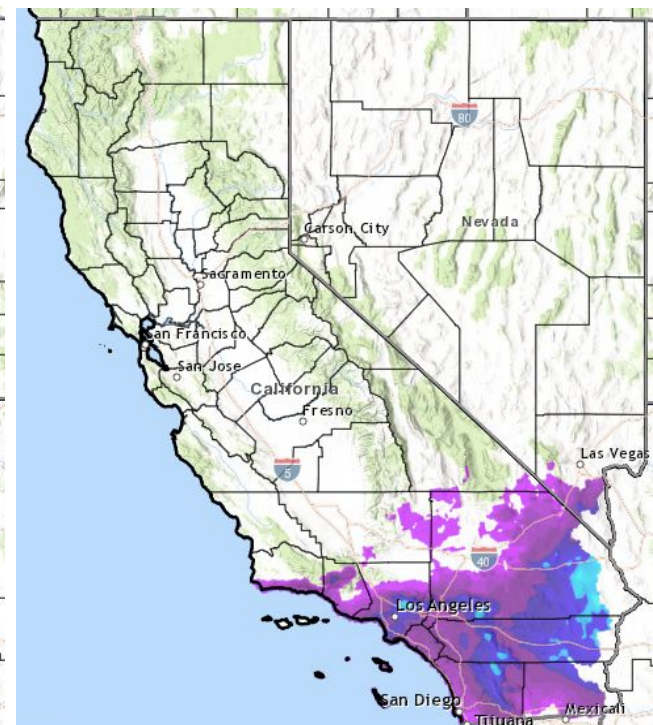 80
Nevada
Carson City
Sacramento
San Francisco
San Jose
California
Fresno
Las Vegas
5
40
Los Angeles
San Diego
Tijuana
Mexicali